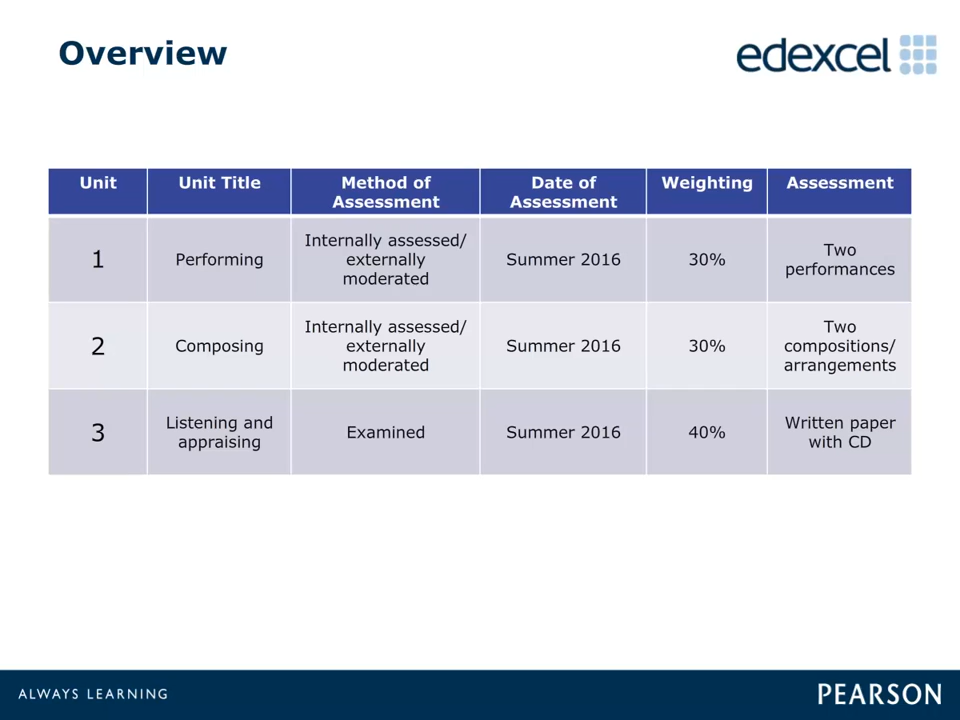 Overview
edexcel
Unit
Unit Title
Method of
Assessment
Date of
Assessment
Weighting
Assessment
1
Performing
Internally assessed/
externally
moderated
Summer 2016
30%
Two
performances
2
Composing
Internally assessed/
externally
moderated
Summer 2016
30%
Two
compositions/
arrangements
3
Listening and
appraising
Examined
Summer 2016
40%
Written paper
with CD
ALWAYS LEARNING
PEARSON